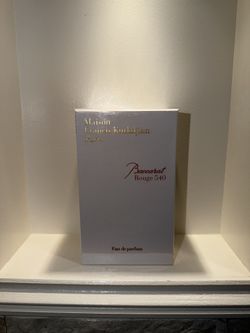 Maison
Francis Kurkdjian
Paris
Baccarat
Rouge 540
Eau de parfum